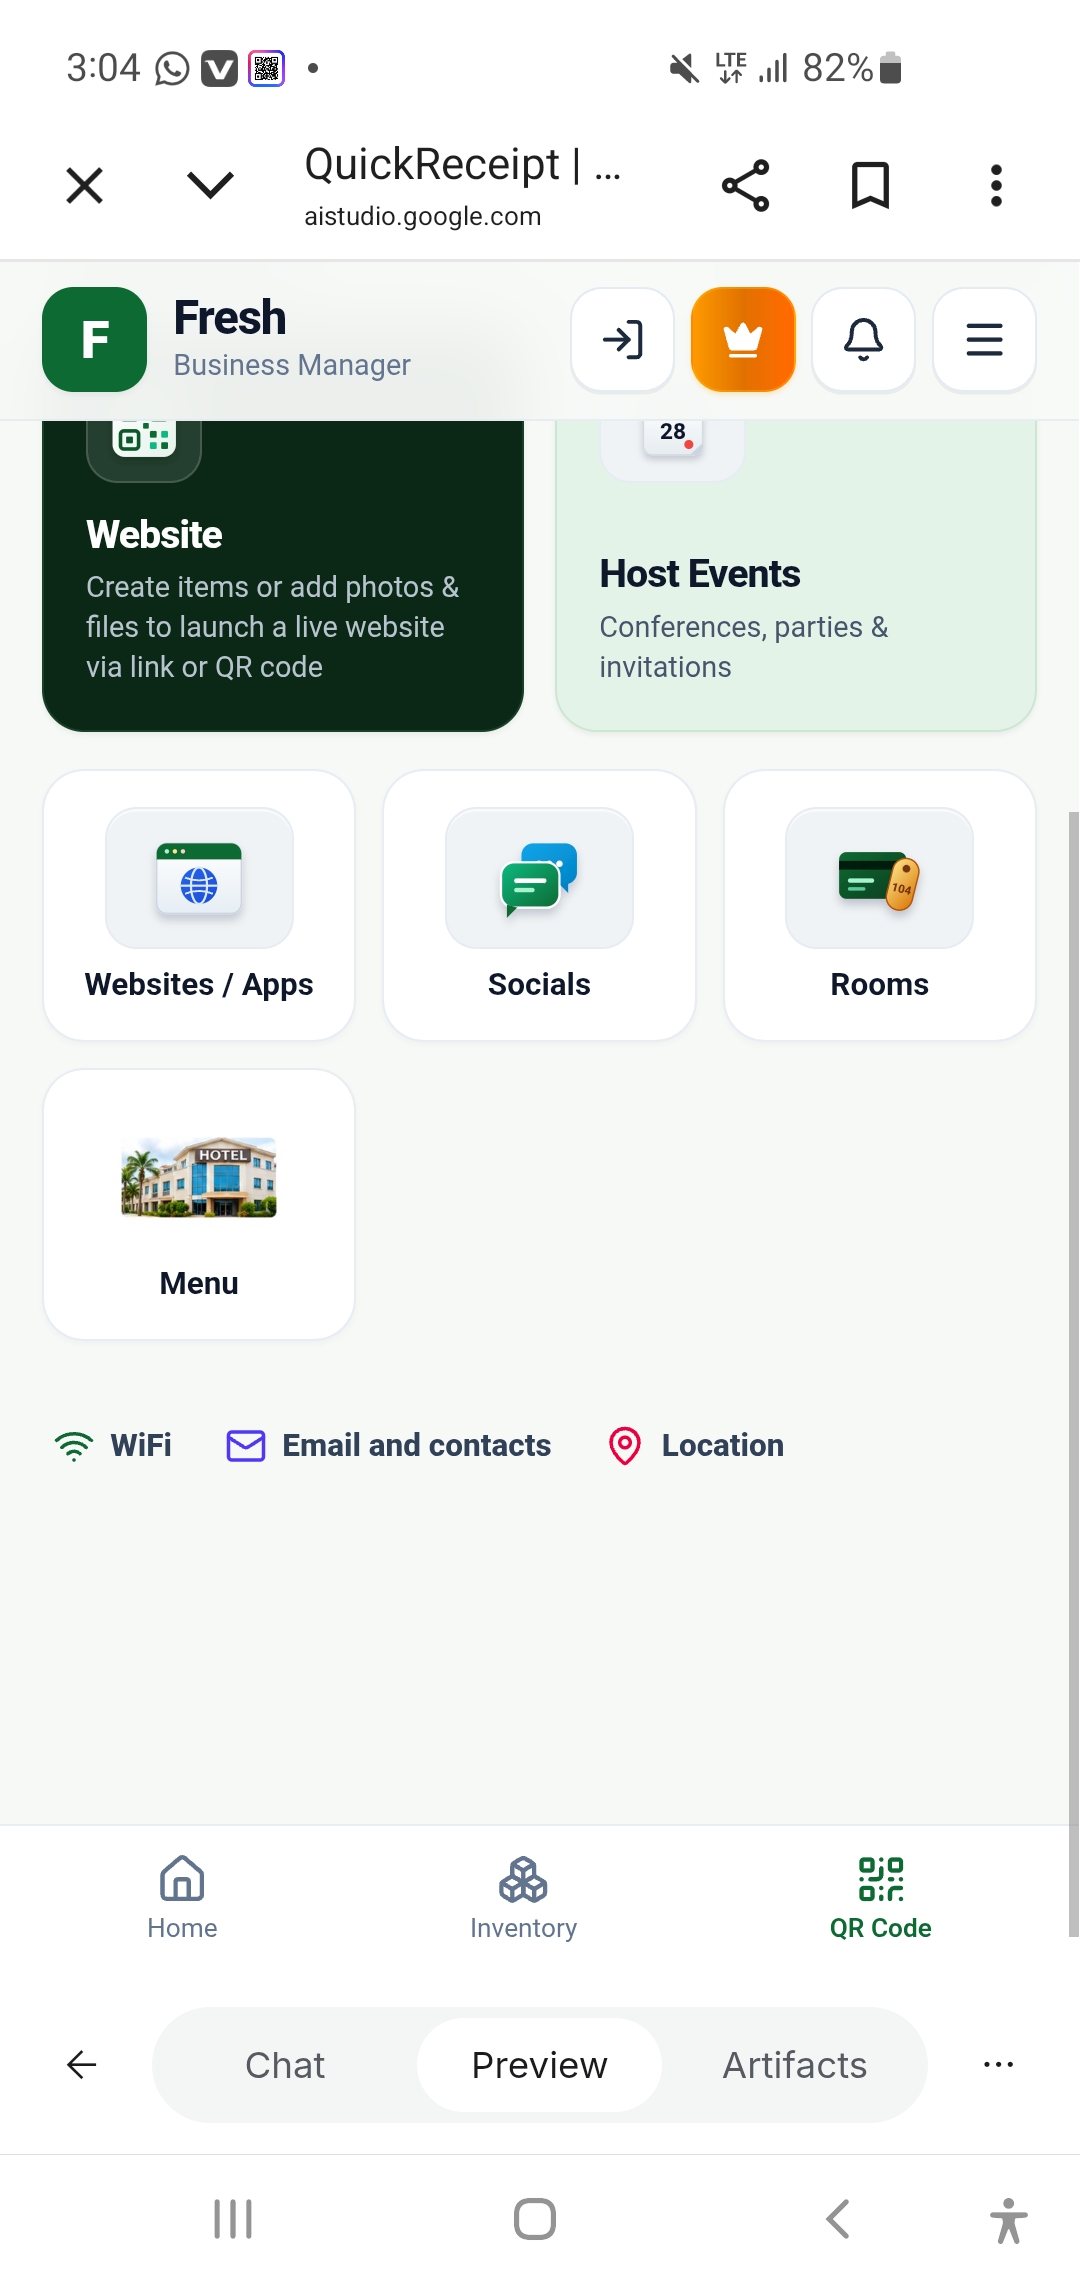 3:04
LTE
82%
QuickReceipt | ...
aistudio.google.com
F
Fresh
Business Manager
28
Website
Create items or add photos &
files to launch a live website
via link or QR code
Host Events
Conferences, parties &
invitations
Websites / Apps
Socials
104
Rooms
HOTEL
Menu
WiFi
Email and contacts
Location
Home
Inventory
QR Code
Chat
Preview
Artifacts